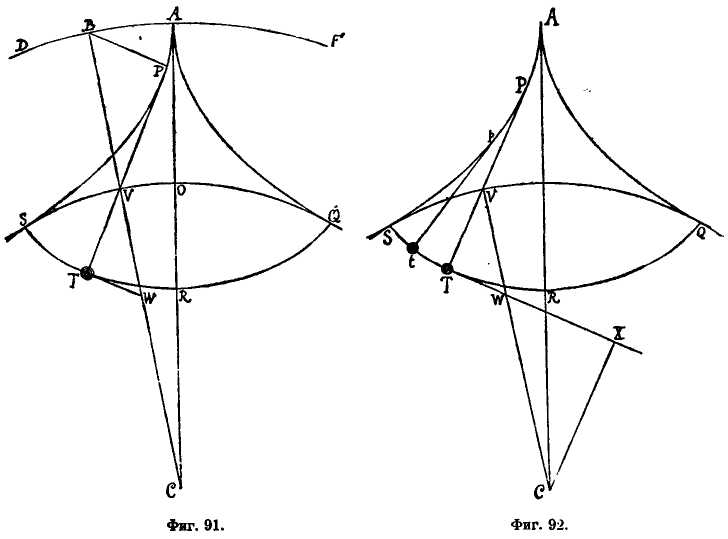 A
B
D
F
P
S
V
O
Q
T
W
R
C
Фиг. 91.
A
P
p
V
S
Q
t
T
W
R
X
C
Фиг. 92.